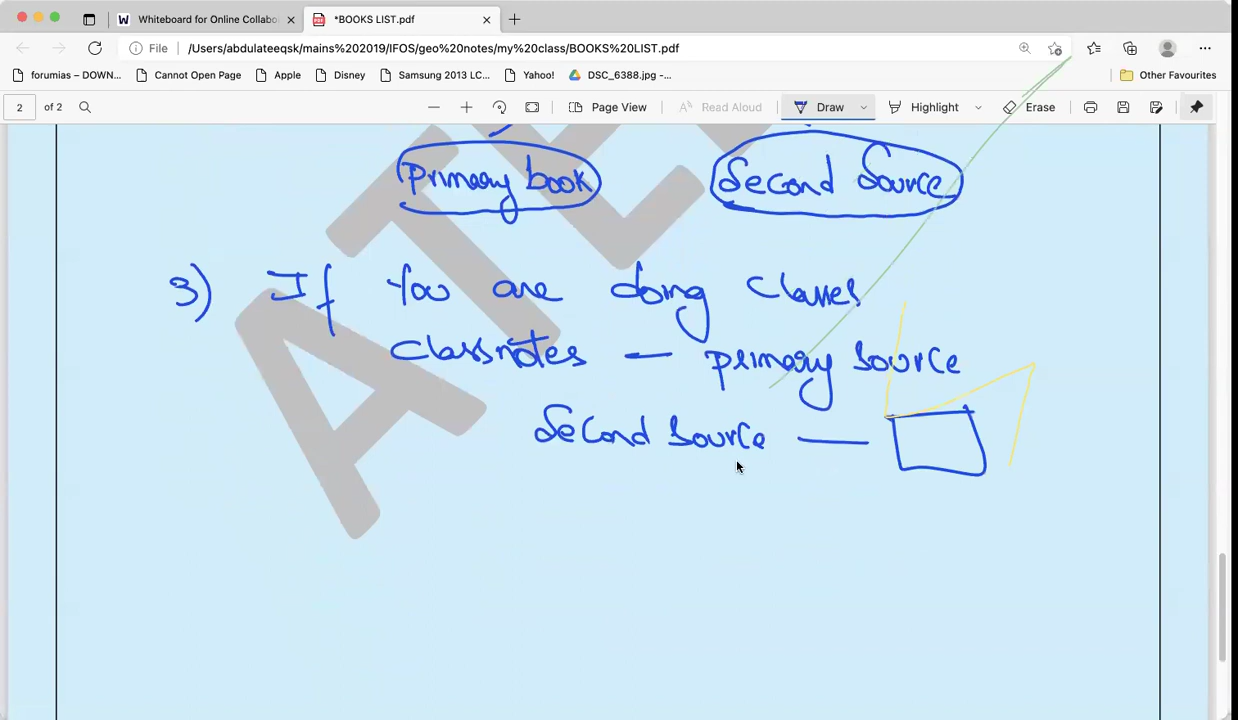 Whiteboard for Online Collabo
*BOOKS LIST.pdf
File /Users/abdulateeqsk/mains%202019/IFOS/geo%20notes/my%20class/BOOKS%20LIST.pdf
forumias – DOWN... Cannot Open Page Apple Disney Samsung 2013 LC... Yahoo! DSC_6388.jpg -... Other Favourites
2 of 2 Page View Read Aloud Draw Highlight Erase
Primary book Second Source
3) If You are doing Classes
Classnotes — primary source
Second source —